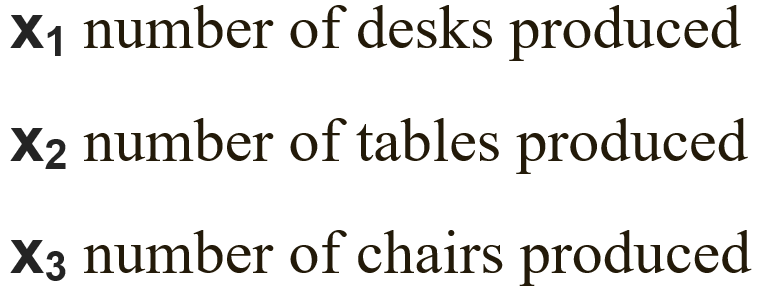 x₁ number of desks produced
x₂ number of tables produced
x₃ number of chairs produced